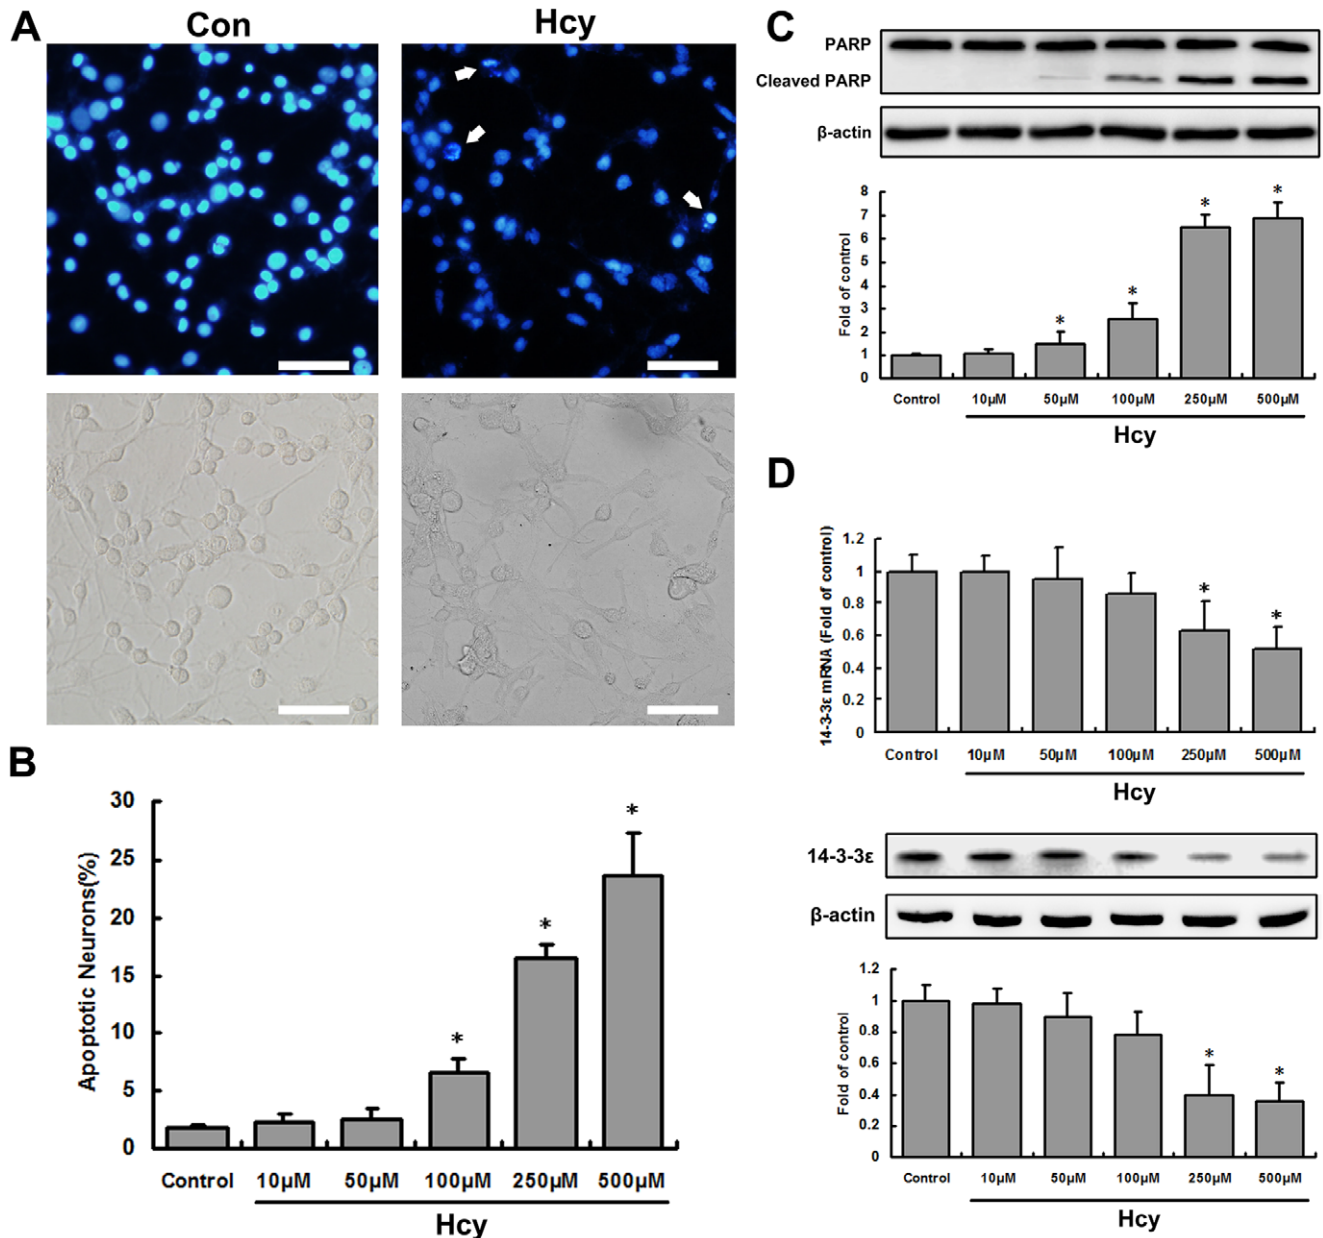 A
Con
Hcy
B
Apoptotic Neurons(%)
30
25
20
15
10
5
0
*
*
*
Control
10μM
50μM
100μM
250μM
500μM
Hcy
C
PARP
Cleaved PARP
β-actin
Fold of control
8
7
6
5
4
3
2
1
0
*
*
*
*
Control
10μM
50μM
100μM
250μM
500μM
Hcy
D
14-3-3ε mRNA (Fold of control)
1.2
1
0.8
0.6
0.4
0.2
0
*
*
Control
10μM
50μM
100μM
250μM
500μM
Hcy
14-3-3ε
β-actin
Fold of control
1.2
1
0.8
0.6
0.4
0.2
0
*
*
Control
10μM
50μM
100μM
250μM
500μM
Hcy